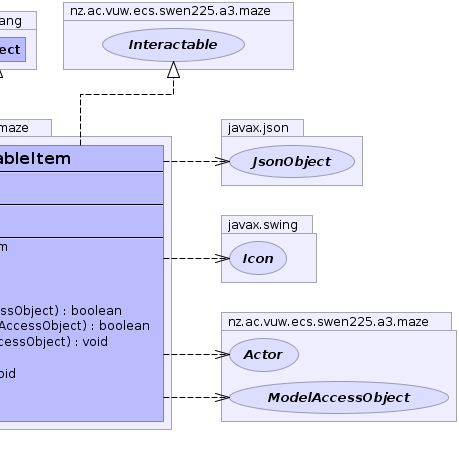 ang
nz.ac.vuw.ecs.swen225.a3.maze
ect
Interactable
maze
javax.json
ableItem
JsonObject
javax.swing
m
Icon
ssObject) : boolean
AccessObject) : boolean
cessObject) : void
nz.ac.vuw.ecs.swen225.a3.maze
Actor
oid
ModelAccessObject